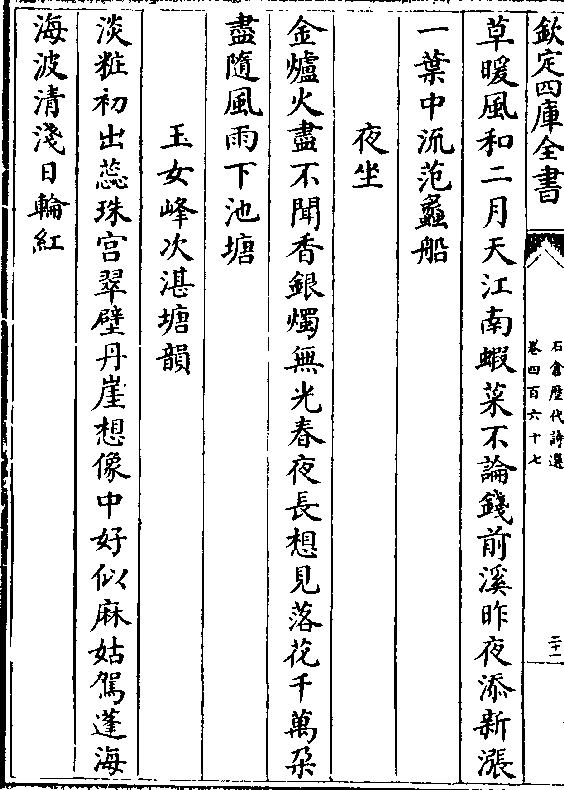 欽定四庫全書
石倉歴代詩選
卷四百六十七
二十一
草暖風和二月天江南蝦菜不論錢前溪昨夜添新漲
一葉中流范蠡船
夜坐
金爐火盡不聞香銀燭無光春夜長想見落花千萬朶
盡隨風雨下池塘
玉女峰次湛塘韻
淡粧初出蕊珠宫翠壁丹崖想像中好似麻姑駕蓬海
海波清淺日輪紅